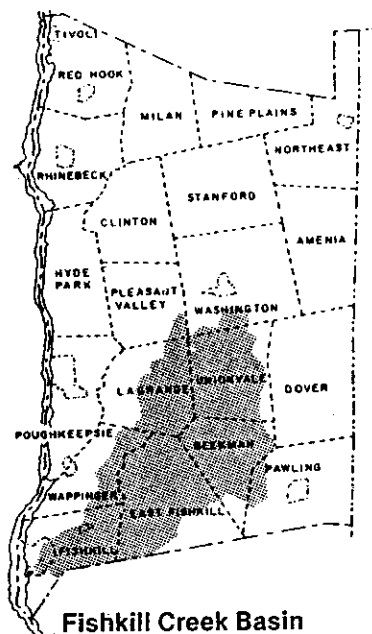 TIVOLI
RED HOOK
MILAN
PINE PLAINS
NORTHEAST
RHINEBECK
STANFORD
CLINTON
AMENIA
HYDE
PARK
PLEASANT
VALLEY
WASHINGTON
LAGRANGE
UNIONVALE
DOVER
POUGHKEEPSIE
BEEKMAN
PAWLING
WAPPINGER
EAST FISHKILL
FISHKILL
Fishkill Creek Basin